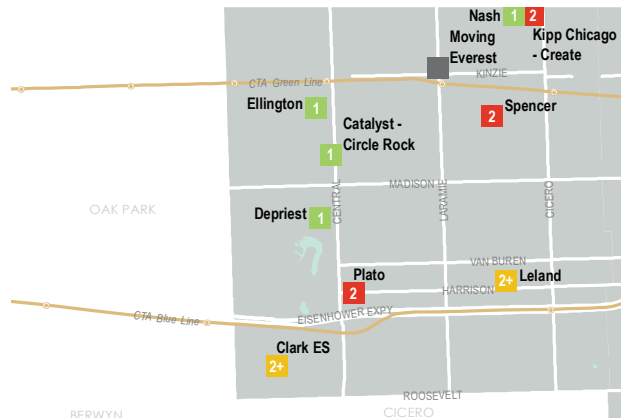 Nash
1
2
Kipp Chicago
- Create
Moving
Everest
KINZIE
CTA Green Line
Ellington
1
Spencer
2
Catalyst -
Circle Rock
1
MADISON
CENTRAL
LARAMIE
CICERO
OAK PARK
Depriest
1
VAN BUREN
Plato
2
2+
Leland
HARRISON
EISENHOWER EXPY
CTA Blue Line
Clark ES
2+
ROOSEVELT
BERWYN
CICERO